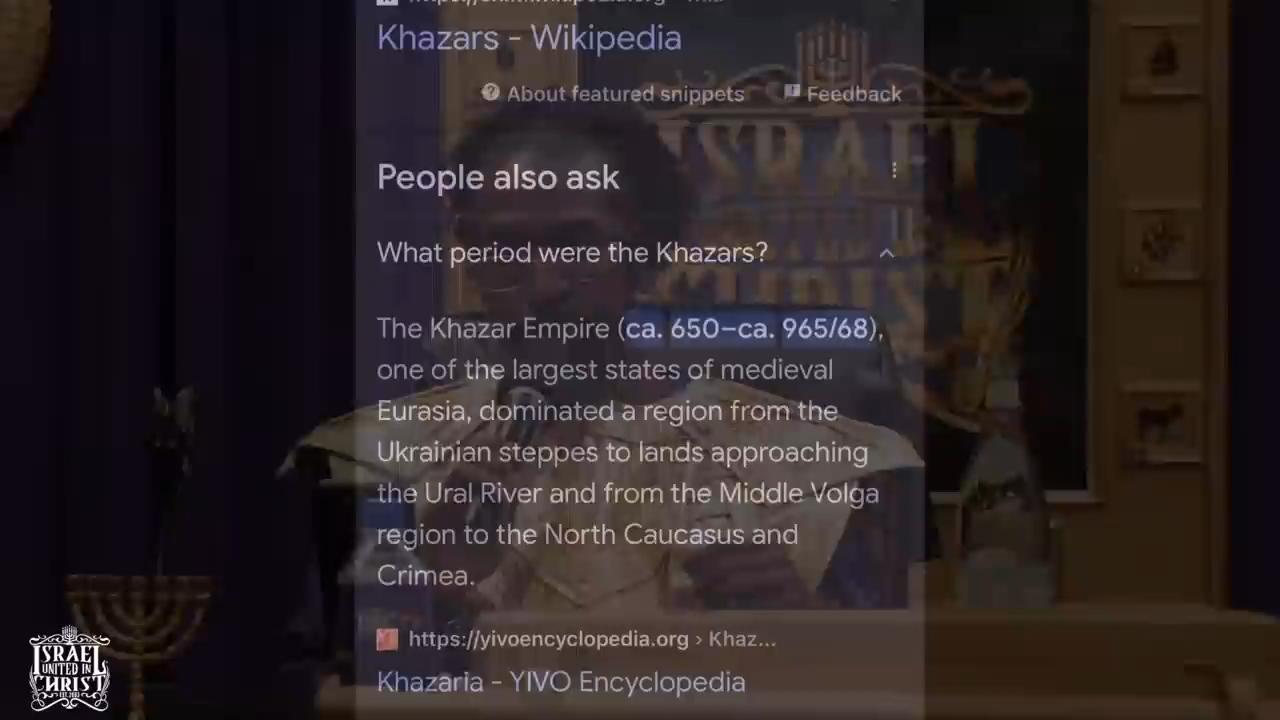 Khazars - Wikipedia
About featured snippets Feedback
People also ask
What period were the Khazars?
The Khazar Empire (ca. 650–ca. 965/68),
one of the largest states of medieval
Eurasia, dominated a region from the
Ukrainian steppes to lands approaching
the Ural River and from the Middle Volga
region to the North Caucasus and
Crimea.
https://yivoencyclopedia.org › Khaz...
Khazaria - YIVO Encyclopedia
ISRAEL
CHRIST
ISRAEL
UNITED IN
CHRIST